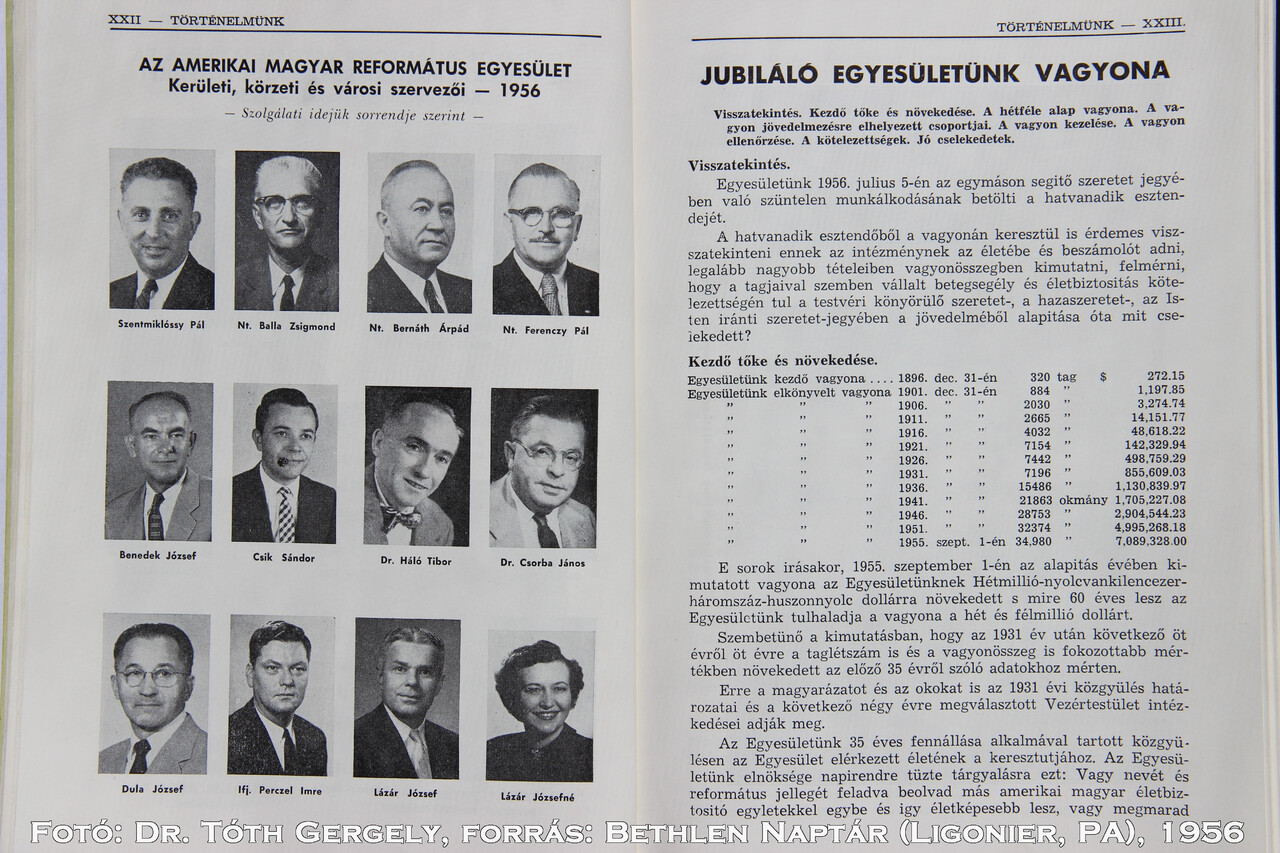 XXII — TÖRTÉNELMÜNK
AZ AMERIKAI MAGYAR REFORMÁTUS EGYESÜLET
Kerületi, körzeti és városi szervezői — 1956
— Szolgálati idejük sorrendje szerint —
Szentmiklóssy Pál
Nt. Balla Zsigmond
Nt. Bernáth Árpád
Nt. Ferenczy Pál
Benedek József
Csik Sándor
Dr. Háló Tibor
Dr. Csorba János
Dula József
Ifj. Perczel Imre
Lázár József
Lázár Józsefné
TÖRTÉNELMÜNK — XXIII.
JUBILÁLÓ EGYESÜLETÜNK VAGYONA
Visszatekintés. Kezdő tőke és növekedése. A hétféle alap vagyona. A va-
gyon jövedelmezésre elhelyezett csoportjai. A vagyon kezelése. A vagyon
ellenőrzése. A kötelezettségek. Jó cselekedetek.
Visszatekintés.
Egyesületünk 1956. julius 5-én az egymáson segitő szeretet jegyé-
ben való szüntelen munkálkodásának betölti a hatvanadik eszten-
dejét.
A hatvanadik esztendőből a vagyonán keresztül is érdemes visz-
szatekinteni ennek az intézménynek az életébe és beszámolót adni,
legalább nagyobb tételeiben vagyonösszegben kimutatni, felmérni,
hogy a tagjaival szemben vállalt betegsegély és életbiztositás köte-
lezettségén tul a testvéri könyörülő szeretet-, a hazaszeretet-, az Is-
ten iránti szeretet-jegyében a jövedelméből alapitása óta mit cse-
lekedett?
Kezdő tőke és növekedése.
Egyesületünk kezdő vagyona .... 1896. dec. 31-én 320 tag $ 272.15
Egyesületünk elkönyvelt vagyona 1901. dec. 31-én 884 ” 1,197.85
” ” ” 1906. ” ” 2030 ” 3,274.74
” ” ” 1911. ” ” 2665 ” 14,151.77
” ” ” 1916. ” ” 4032 ” 48,618.22
” ” ” 1921. ” ” 7154 ” 142,329.94
” ” ” 1926. ” ” 7442 ” 498,759.29
” ” ” 1931. ” ” 7196 ” 855,609.03
” ” ” 1936. ” ” 15486 ” 1,130,839.97
” ” ” 1941. ” ” 21863 okmány 1,705,227.08
” ” ” 1946. ” ” 28753 ” 2,904,544.23
” ” ” 1951. ” ” 32374 ” 4,995,268.18
” ” ” 1955. szept. 1-én 34,980 ” 7,089,328.00
E sorok irásakor, 1955. szeptember 1-én az alapitás évében ki-
mutatott vagyona az Egyesületünknek Hétmillió-nyolcvankilencezer-
háromszáz-huszonnyolc dollárra növekedett s mire 60 éves lesz az
Egyesülctünk tulhaladja a vagyona a hét és félmillió dollárt.
Szembetünő a kimutatásban, hogy az 1931 év után következő öt
évről öt évre a taglétszám is és a vagyonösszeg is fokozottabb mér-
tékben növekedett az előző 35 évről szóló adatokhoz mérten.
Erre a magyarázatot és az okokat is az 1931 évi közgyülés hatá-
rozatai és a következő négy évre megválasztott Vezértestület intéz-
kedései adják meg.
Az Egyesületünk 35 éves fennállása alkalmával tartott közgyü-
lésen az Egyesület elérkezett életének a keresztutjához. Az Egyesü-
letünk elnöksége napirendre tüzte tárgyalásra ezt: Vagy nevét és
református jellegét feladva beolvad más amerikai magyar életbiz-
tositó egyletekkel egybe és igy életképesebb lesz, vagy megmarad
Fotó: Dr. Tóth Gergely, forrás: Bethlen Naptár (Ligonier, PA), 1956